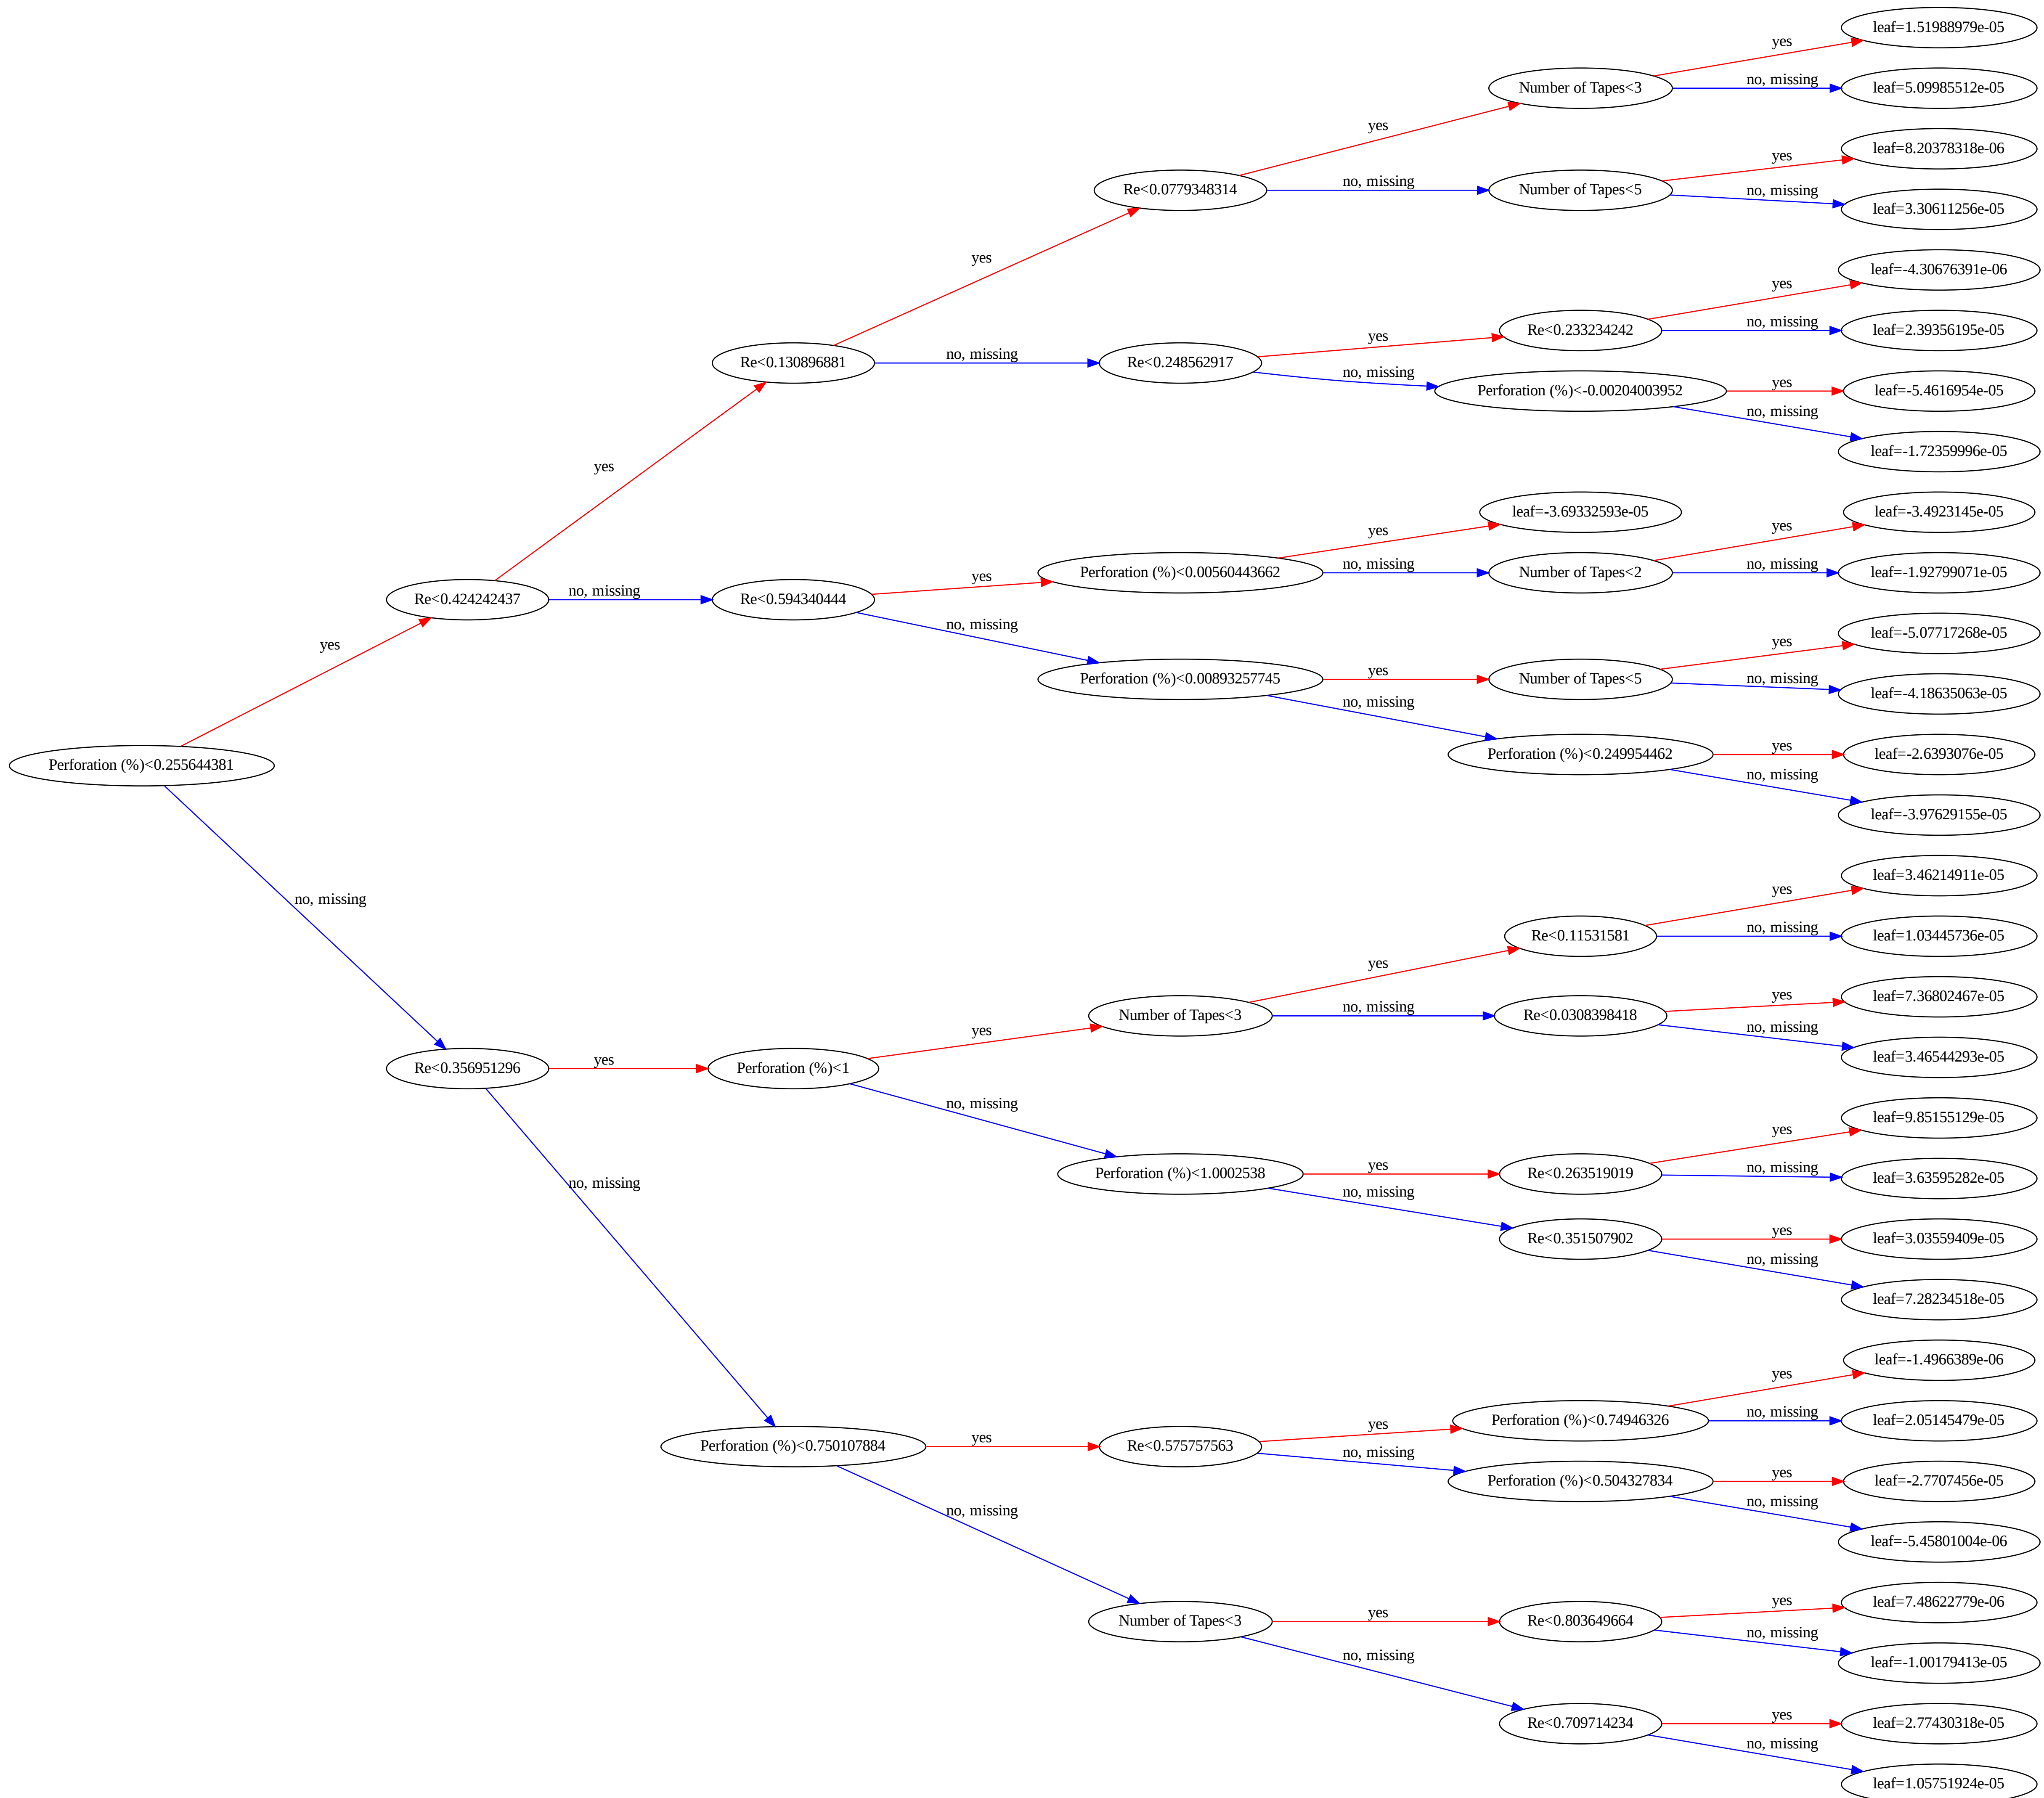 leaf=1.51988979e-05
yes
Number of Tapes<3
no, missing
leaf=5.09985512e-05
yes
leaf=8.20378318e-06
yes
Re<0.0779348314
no, missing
Number of Tapes<5
no, missing
leaf=3.30611256e-05
yes
leaf=-4.30676391e-06
yes
Re<0.233234242
no, missing
leaf=2.39356195e-05
yes
Re<0.130896881
no, missing
Re<0.248562917
no, missing
Perforation (%)<-0.00204003952
yes
leaf=-5.4616954e-05
no, missing
leaf=-1.72359996e-05
yes
leaf=-3.69332593e-05
yes
leaf=-3.4923145e-05
yes
Perforation (%)<0.00560443662
no, missing
Number of Tapes<2
no, missing
leaf=-1.92799071e-05
yes
Re<0.424242437
no, missing
Re<0.594340444
yes
no, missing
leaf=-5.07717268e-05
yes
Perforation (%)<0.00893257745
yes
Number of Tapes<5
no, missing
leaf=-4.18635063e-05
yes
no, missing
Perforation (%)<0.249954462
yes
leaf=-2.6393076e-05
Perforation (%)<0.255644381
no, missing
leaf=-3.97629155e-05
no, missing
leaf=3.46214911e-05
yes
Re<0.11531581
no, missing
leaf=1.03445736e-05
yes
leaf=7.36802467e-05
yes
Number of Tapes<3
no, missing
Re<0.0308398418
no, missing
leaf=3.46544293e-05
yes
Re<0.356951296
yes
Perforation (%)<1
no, missing
leaf=9.85155129e-05
yes
Perforation (%)<1.0002538
yes
Re<0.263519019
no, missing
leaf=3.63595282e-05
no, missing
Re<0.351507902
yes
leaf=3.03559409e-05
no, missing
leaf=7.28234518e-05
no, missing
leaf=-1.4966389e-06
yes
Perforation (%)<0.74946326
no, missing
leaf=2.05145479e-05
yes
Perforation (%)<0.750107884
yes
Re<0.575757563
no, missing
Perforation (%)<0.504327834
yes
leaf=-2.7707456e-05
no, missing
leaf=-5.45801004e-06
no, missing
leaf=7.48622779e-06
yes
Number of Tapes<3
yes
Re<0.803649664
no, missing
leaf=-1.00179413e-05
no, missing
Re<0.709714234
yes
leaf=2.77430318e-05
no, missing
leaf=1.05751924e-05